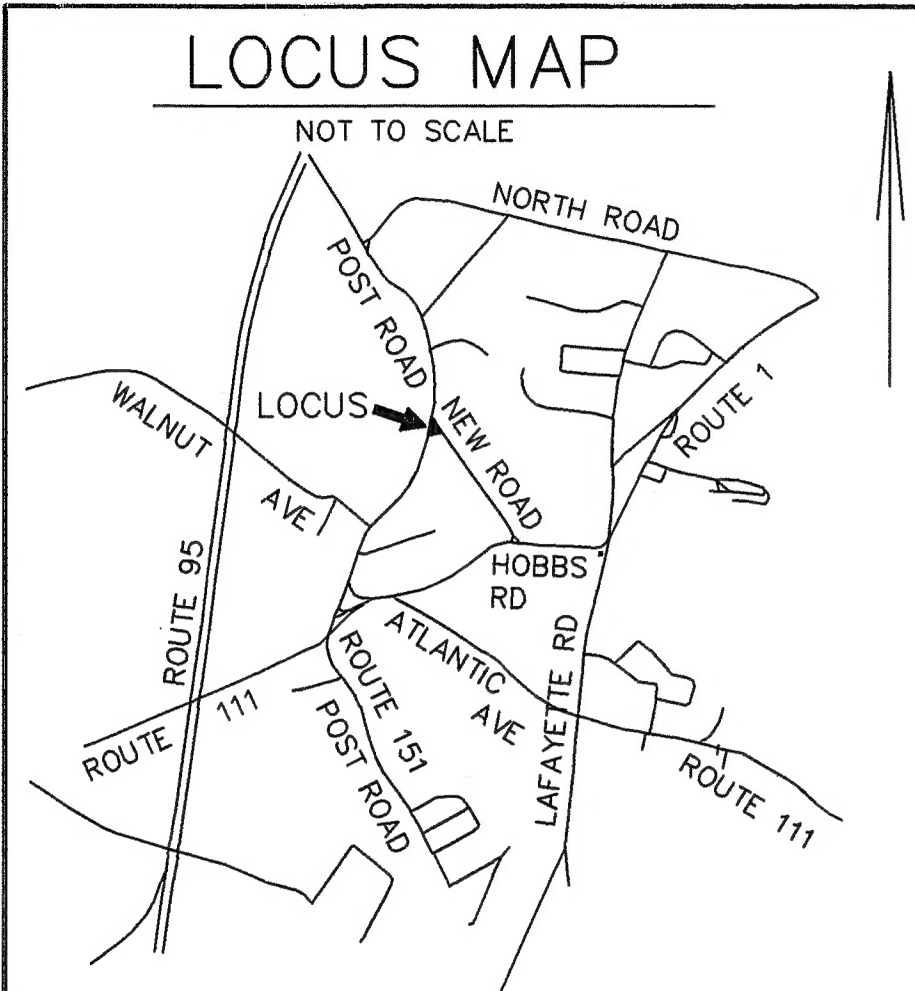 LOCUS MAP
NOT TO SCALE
NORTH ROAD
POST ROAD
WALNUT
AVE
LOCUS
NEW ROAD
ROUTE 1
ROUTE 95
HOBBS
RD
ATLANTIC
AVE
ROUTE 151
POST ROAD
LAFAYETTE RD
ROUTE 111
ROUTE 111